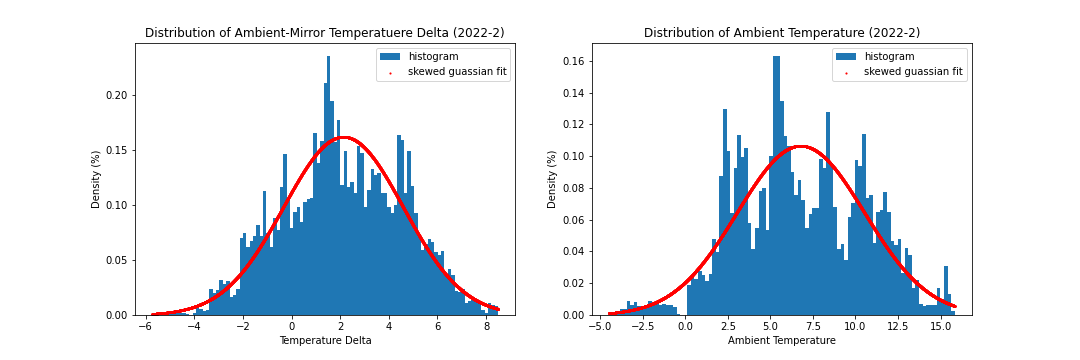 Distribution of Ambient-Mirror Temperatuere Delta (2022-2)
histogram
skewed guassian fit
0.20
0.15
0.10
0.05
0.00
Density (%)
−6 −4 −2 0 2 4 6 8
Temperature Delta
Distribution of Ambient Temperature (2022-2)
histogram
skewed guassian fit
0.16
0.14
0.12
0.10
0.08
0.06
0.04
0.02
0.00
Density (%)
−5.0 −2.5 0.0 2.5 5.0 7.5 10.0 12.5 15.0
Ambient Temperature